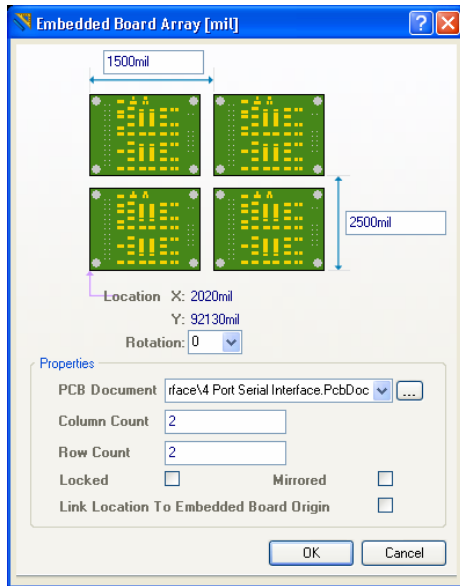 Embedded Board Array [mil]
1500mil
2500mil
Location X: 2020mil
Y: 92130mil
Rotation: 0
Properties
PCB Document rface\4 Port Serial Interface.PcbDoc ...
Column Count 2
Row Count 2
Locked Mirrored
Link Location To Embedded Board Origin
OK Cancel